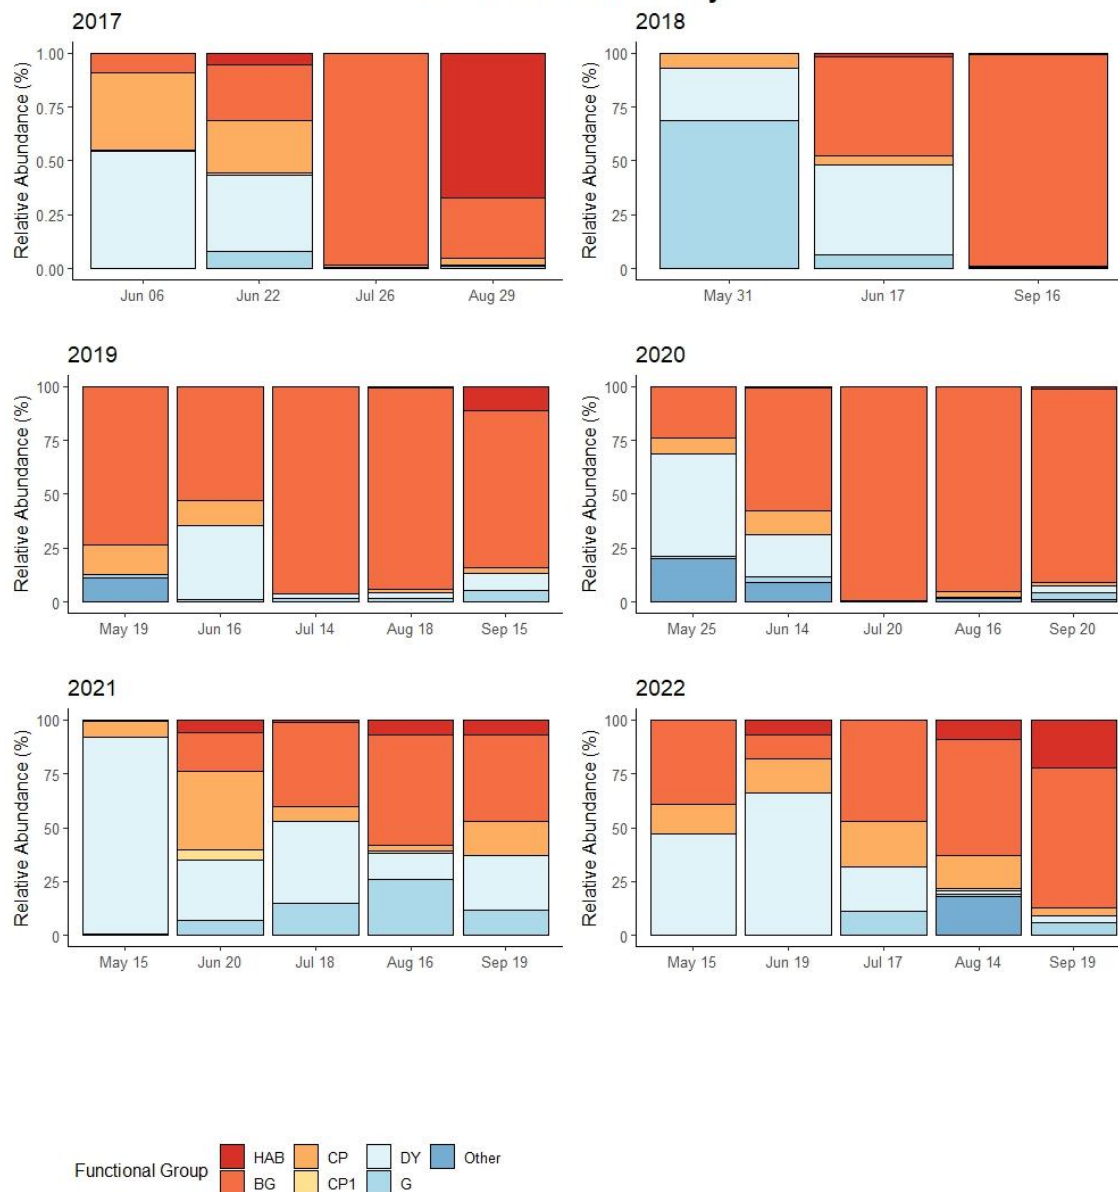 2017
2018
Relative Abundance (%)
1.00
0.75
0.50
0.25
0.00
Jun 06 Jun 22 Jul 26 Aug 29
Relative Abundance (%)
100
75
50
25
0
May 31 Jun 17 Sep 16
2019
2020
Relative Abundance (%)
100
75
50
25
0
May 19 Jun 16 Jul 14 Aug 18 Sep 15
Relative Abundance (%)
100
75
50
25
0
May 25 Jun 14 Jul 20 Aug 16 Sep 20
2021
2022
Relative Abundance (%)
100
75
50
25
0
May 15 Jun 20 Jul 18 Aug 16 Sep 19
Relative Abundance (%)
100
75
50
25
0
May 15 Jun 19 Jul 17 Aug 14 Sep 19
Functional Group
HAB CP DY Other
BG CP1 G